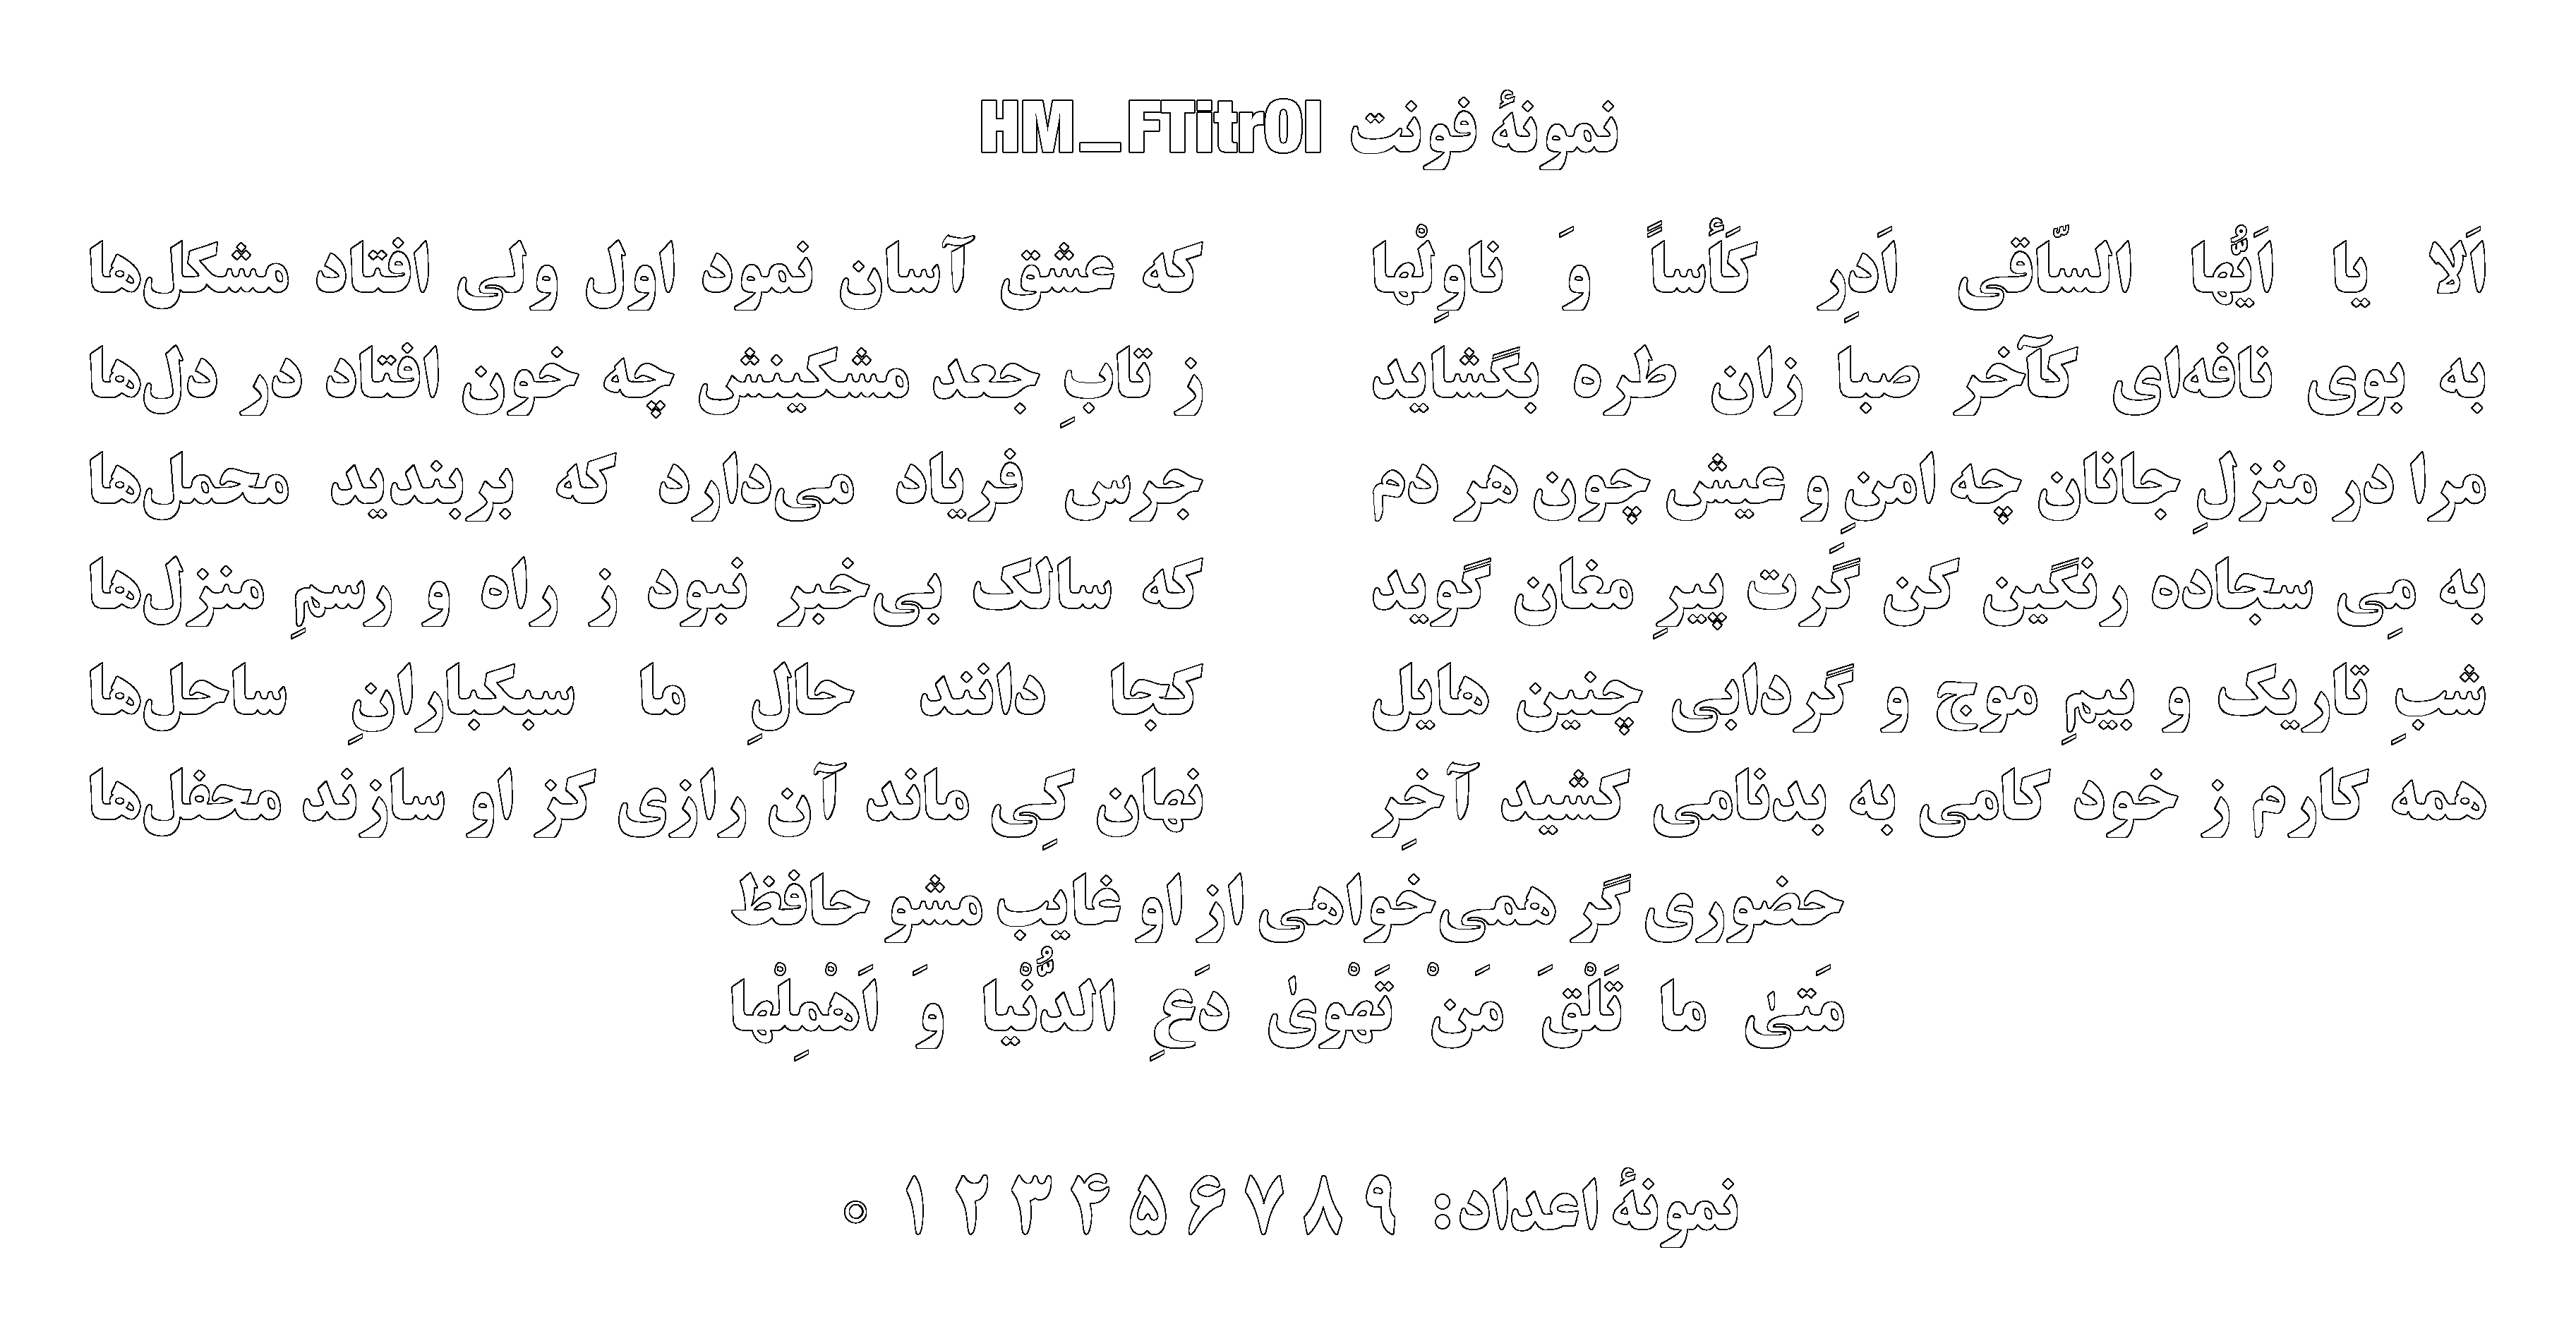 نمونهٔ فونت HM_FTitrOl
اَلا یا اَیُّها السّاقی اَدِر کَأساً وَ ناوِلْها که عشق آسان نمود اول ولی افتاد مشکل‌ها
به بوی نافه‌ای کآخر صبا زان طره بگشاید ز تابِ جعد مشکینش چه خون افتاد در دل‌ها
مرا در منزلِ جانان چه امنِ و عیش چون هر دم جرس فریاد می‌دارد که بربندید محمل‌ها
به مِی سجاده رنگین کن گَرت پیرِ مغان گوید که سالک بی‌خبر نبود ز راه و رسمِ منزل‌ها
شبِ تاریک و بیمِ موج و گردابی چنین هایل کجا دانند حالِ ما سبکبارانِ ساحل‌ها
همه کارم ز خود کامی به بدنامی کشید آخِر نهان کِی ماند آن رازی کز او سازند محفل‌ها
حضوری گر همی‌خواهی از او غایب مشو حافظ
مَتیٰ ما تَلْقَ مَنْ تَهْویٰ دَعِ الدُّنْیا وَ اَهْمِلْها
نمونهٔ اعداد: ۹ ۸ ۷ ۶ ۵ ۴ ۳ ۲ ۱ ۰